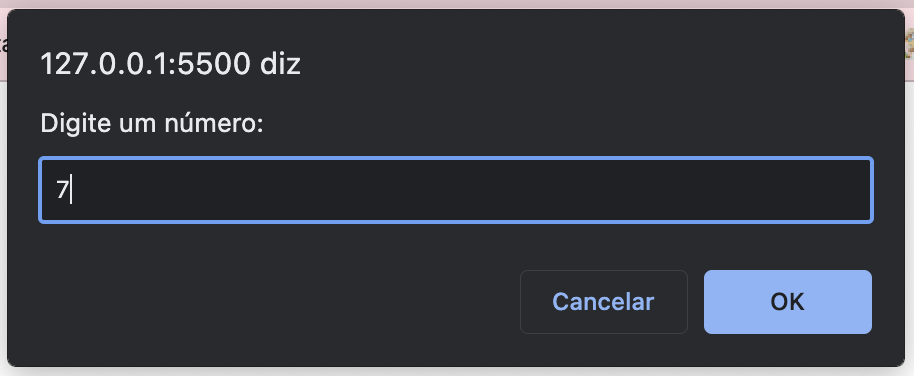 127.0.0.1:5500 diz
Digite um número:
7
Cancelar
OK